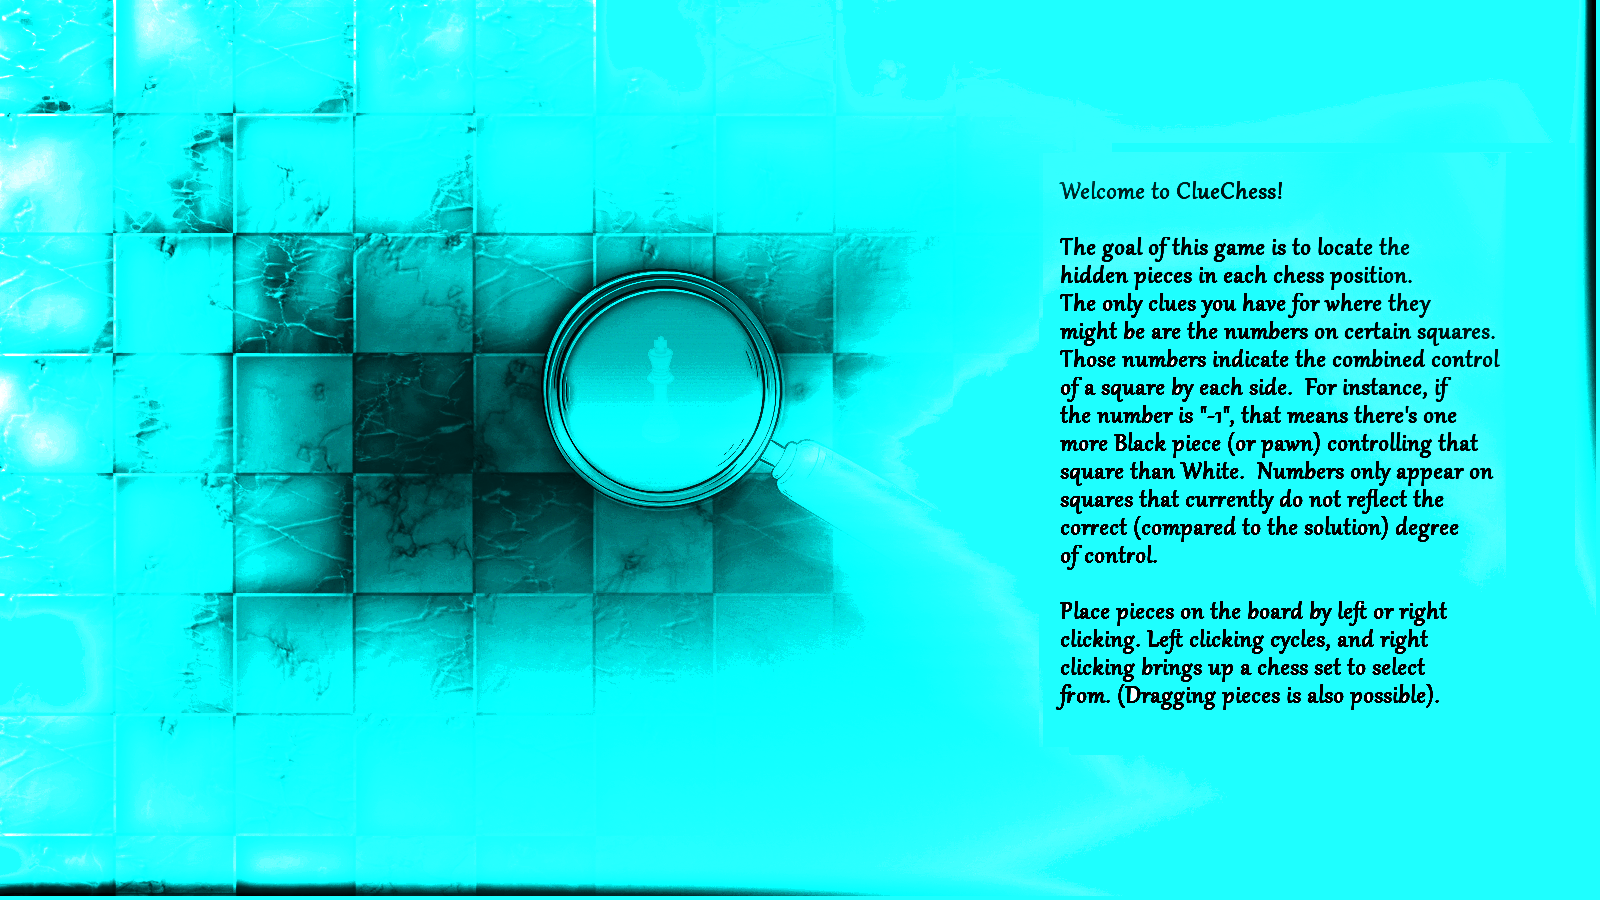 Welcome to ClueChess!
The goal of this game is to locate the
hidden pieces in each chess position.
The only clues you have for where they
might be are the numbers on certain squares.
Those numbers indicate the combined control
of a square by each side.  For instance, if
the number is "-1", that means there's one
more Black piece (or pawn) controlling that
square than White.  Numbers only appear on
squares that currently do not reflect the
correct (compared to the solution) degree
of control.
Place pieces on the board by left or right
clicking. Left clicking cycles, and right
clicking brings up a chess set to select
from. (Dragging pieces is also possible).